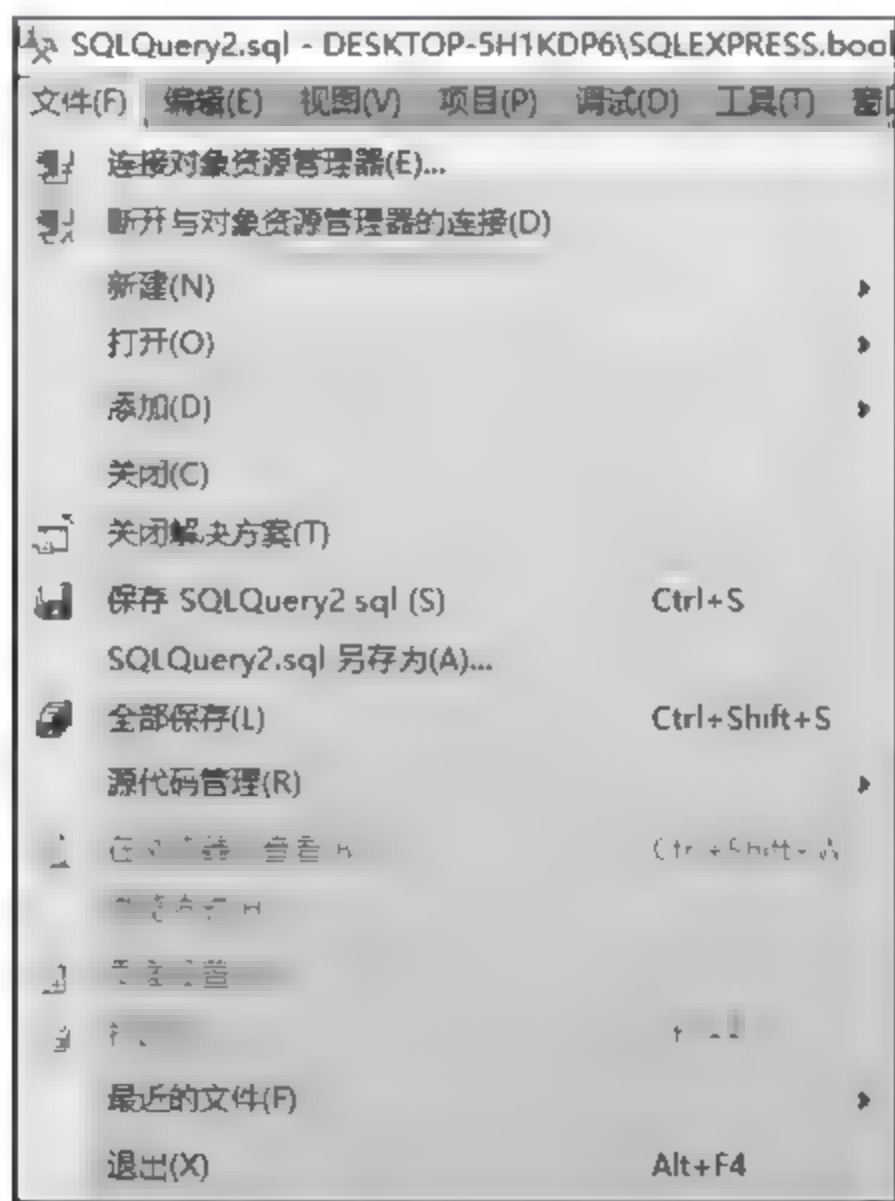 SQLQuery2.sql - DESKTOP-5H1KDP6\SQLEXPRESS.bool
文件(F) 编辑(E) 视图(V) 项目(P) 调试(D) 工具(T) 窗
连接对象资源管理器(E)...
断开与对象资源管理器的连接(D)
新建(N)
打开(O)
添加(D)
关闭(C)
关闭解决方案(T)
保存 SQLQuery2 sql (S) Ctrl+S
SQLQuery2.sql 另存为(A)...
全部保存(L) Ctrl+Shift+S
源代码管理(R)
查看
最近的文件(F)
退出(X) Alt+F4